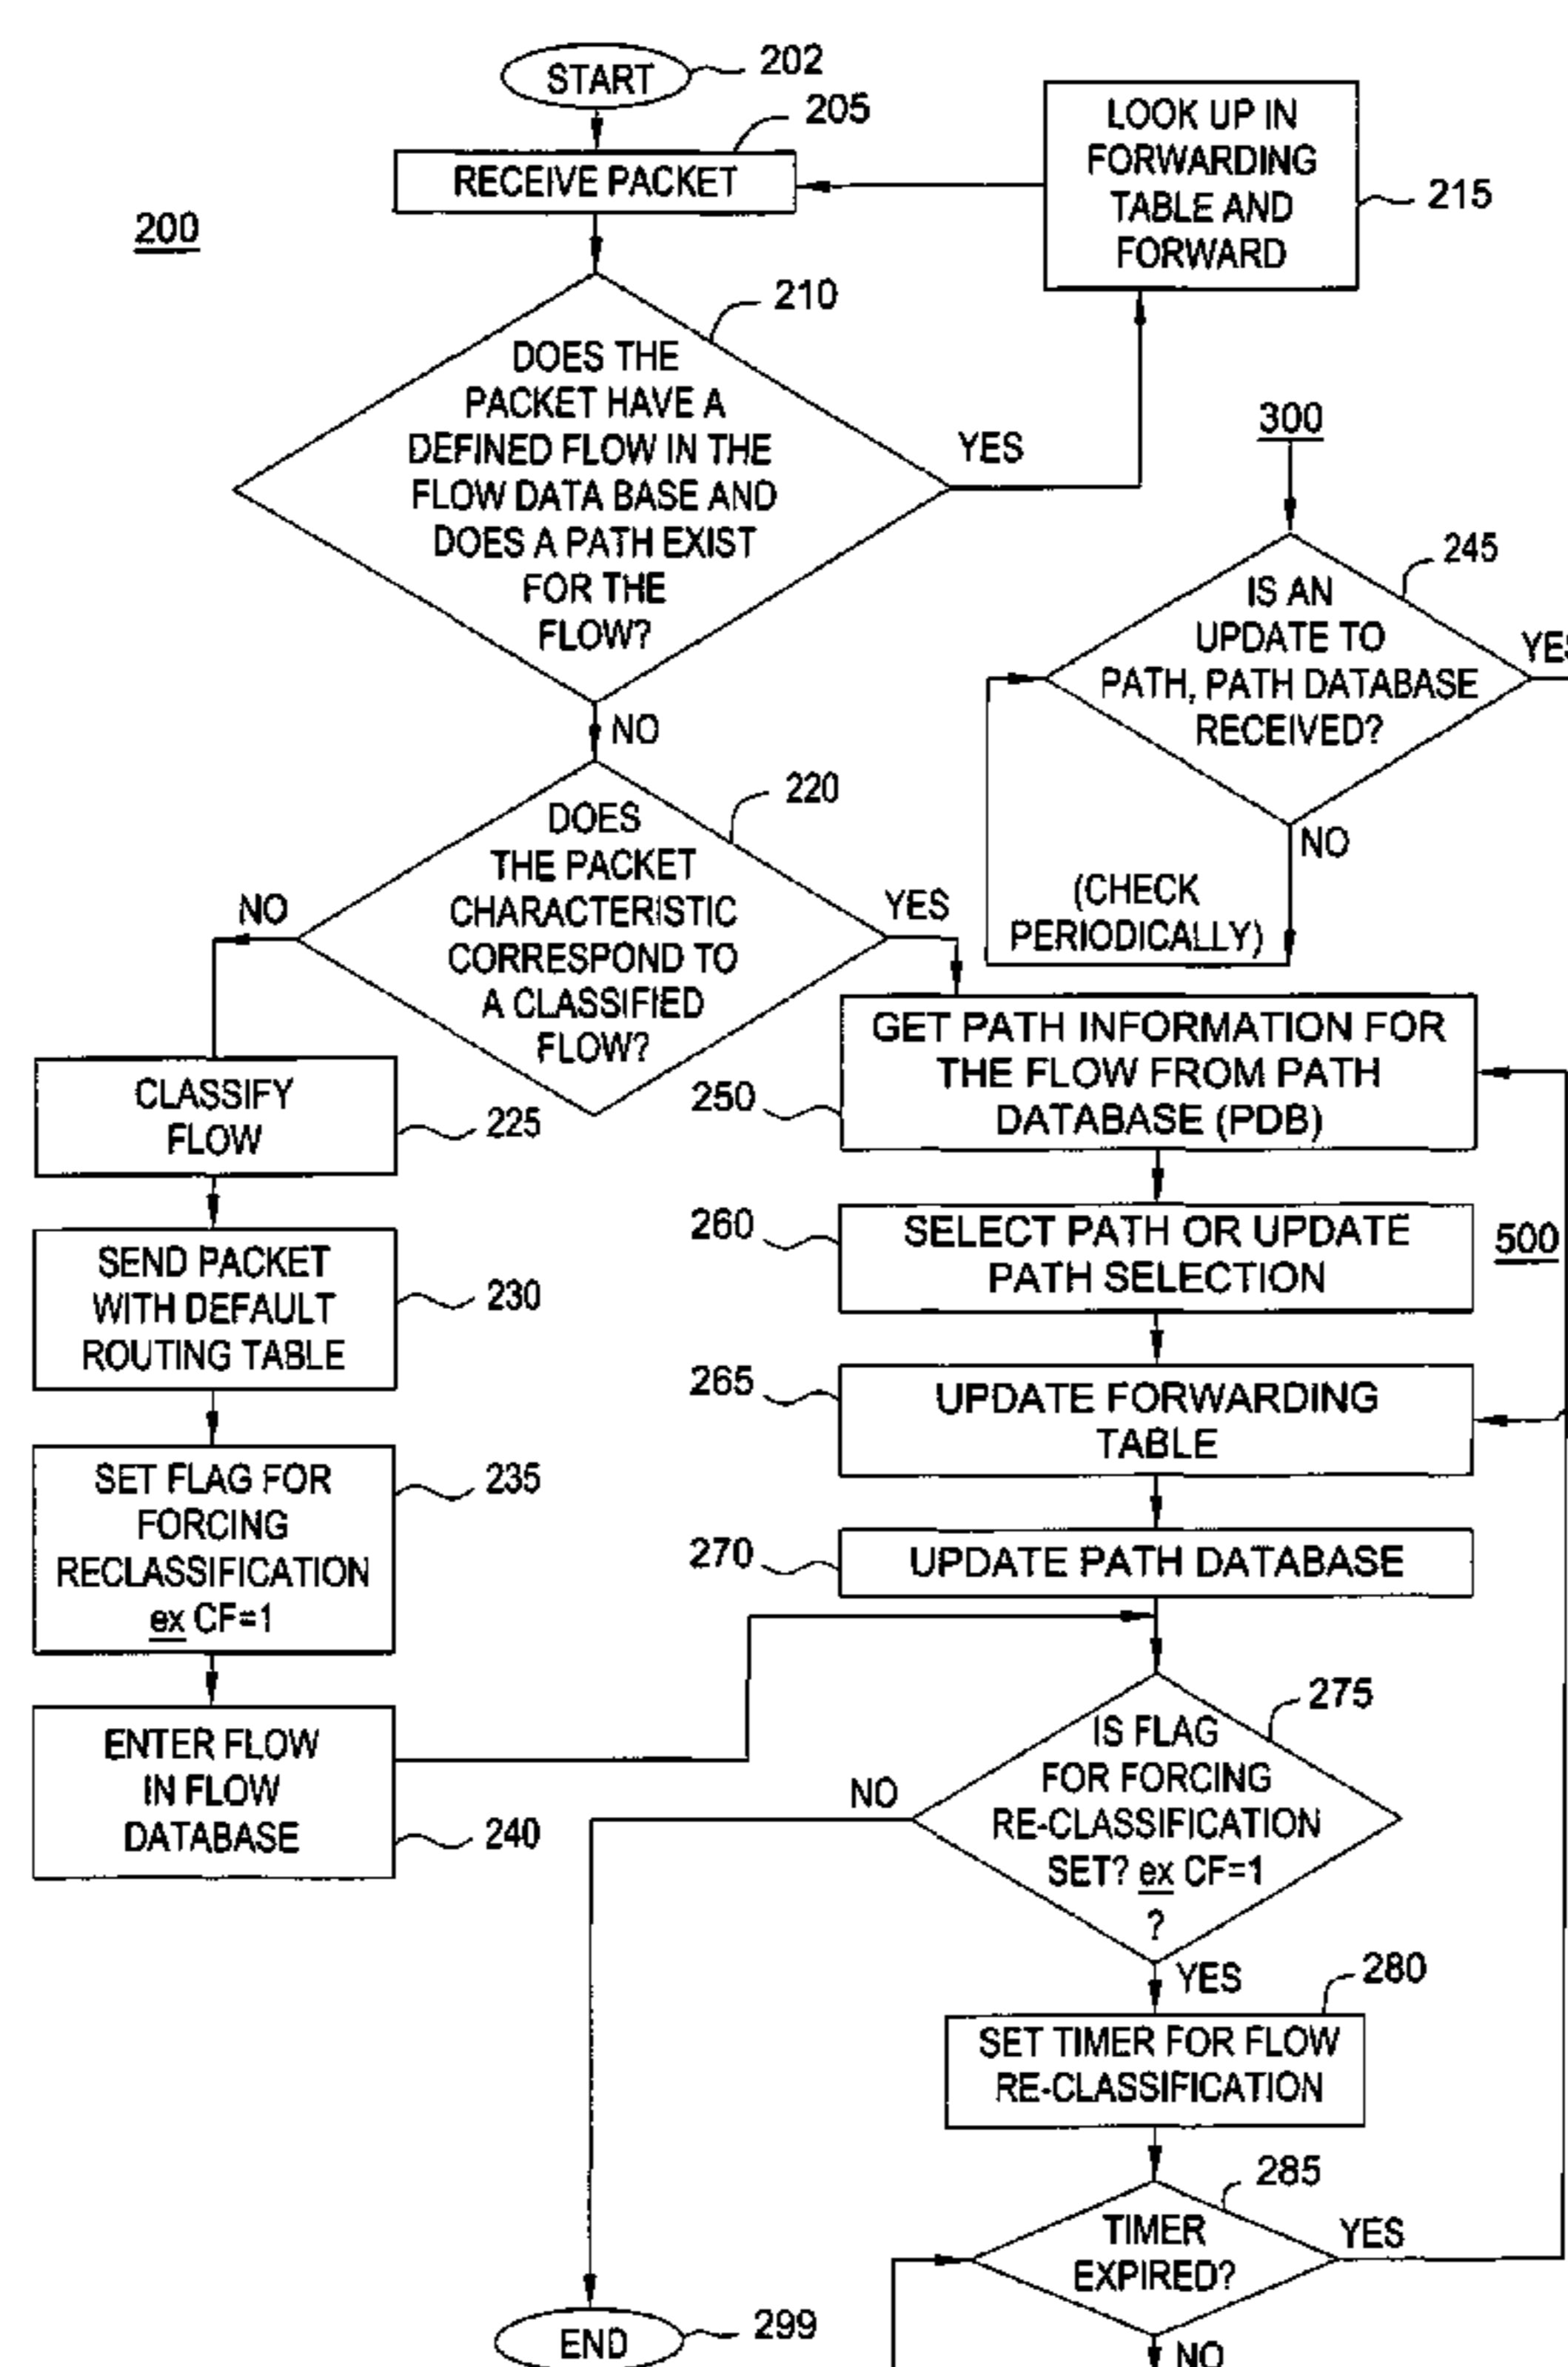 START
202
205
RECEIVE PACKET
LOOK UP IN
FORWARDING
TABLE AND
FORWARD
215
200
210
DOES THE
PACKET HAVE A
DEFINED FLOW IN THE
FLOW DATA BASE AND
DOES A PATH EXIST
FOR THE
FLOW?
YES
NO
300
245
IS AN
UPDATE TO
PATH, PATH DATABASE
RECEIVED?
YES
NO
(CHECK
PERIODICALLY)
220
DOES
THE PACKET
CHARACTERISTIC
CORRESPOND TO
A CLASSIFIED
FLOW?
NO
YES
CLASSIFY
FLOW
225
SEND PACKET
WITH DEFAULT
ROUTING TABLE
230
SET FLAG FOR
FORCING
RECLASSIFICATION
ex CF=1
235
ENTER FLOW
IN FLOW
DATABASE
240
GET PATH INFORMATION FOR
THE FLOW FROM PATH
DATABASE (PDB)
250
SELECT PATH OR UPDATE
PATH SELECTION
260
500
UPDATE FORWARDING
TABLE
265
UPDATE PATH DATABASE
270
275
IS FLAG
FOR FORCING
RE-CLASSIFICATION
SET? ex CF=1
?
NO
YES
280
SET TIMER FOR FLOW
RE-CLASSIFICATION
285
TIMER
EXPIRED?
YES
NO
END
299